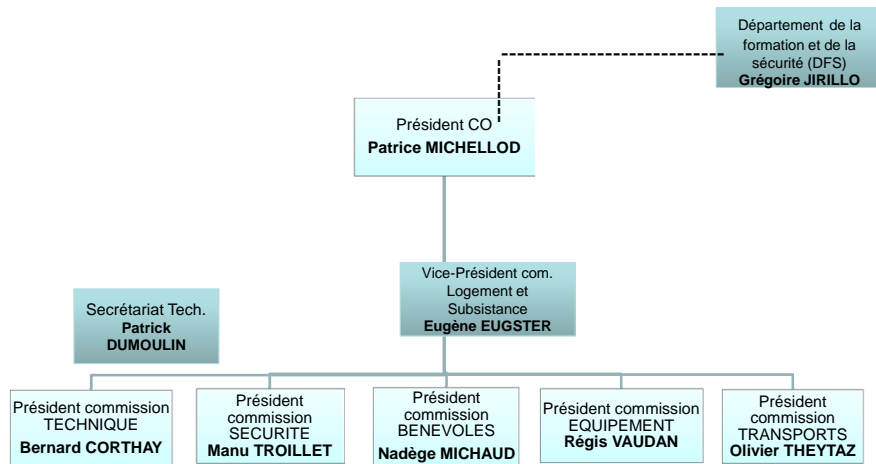 Département de la
formation et de la
sécurité (DFS)
Grégoire JIRILLO
Président CO
Patrice MICHELLOD
Vice-Président com.
Logement et
Subsistance
Eugène EUGSTER
Secrétariat Tech.
Patrick
DUMOULIN
Président commission
TECHNIQUE
Bernard CORTHAY
Président
commission
SECURITE
Manu TROILLET
Président
commission
BENEVOLES
Nadège MICHAUD
Président commission
EQUIPEMENT
Régis VAUDAN
Président
commission
TRANSPORTS
Olivier THEYTAZ